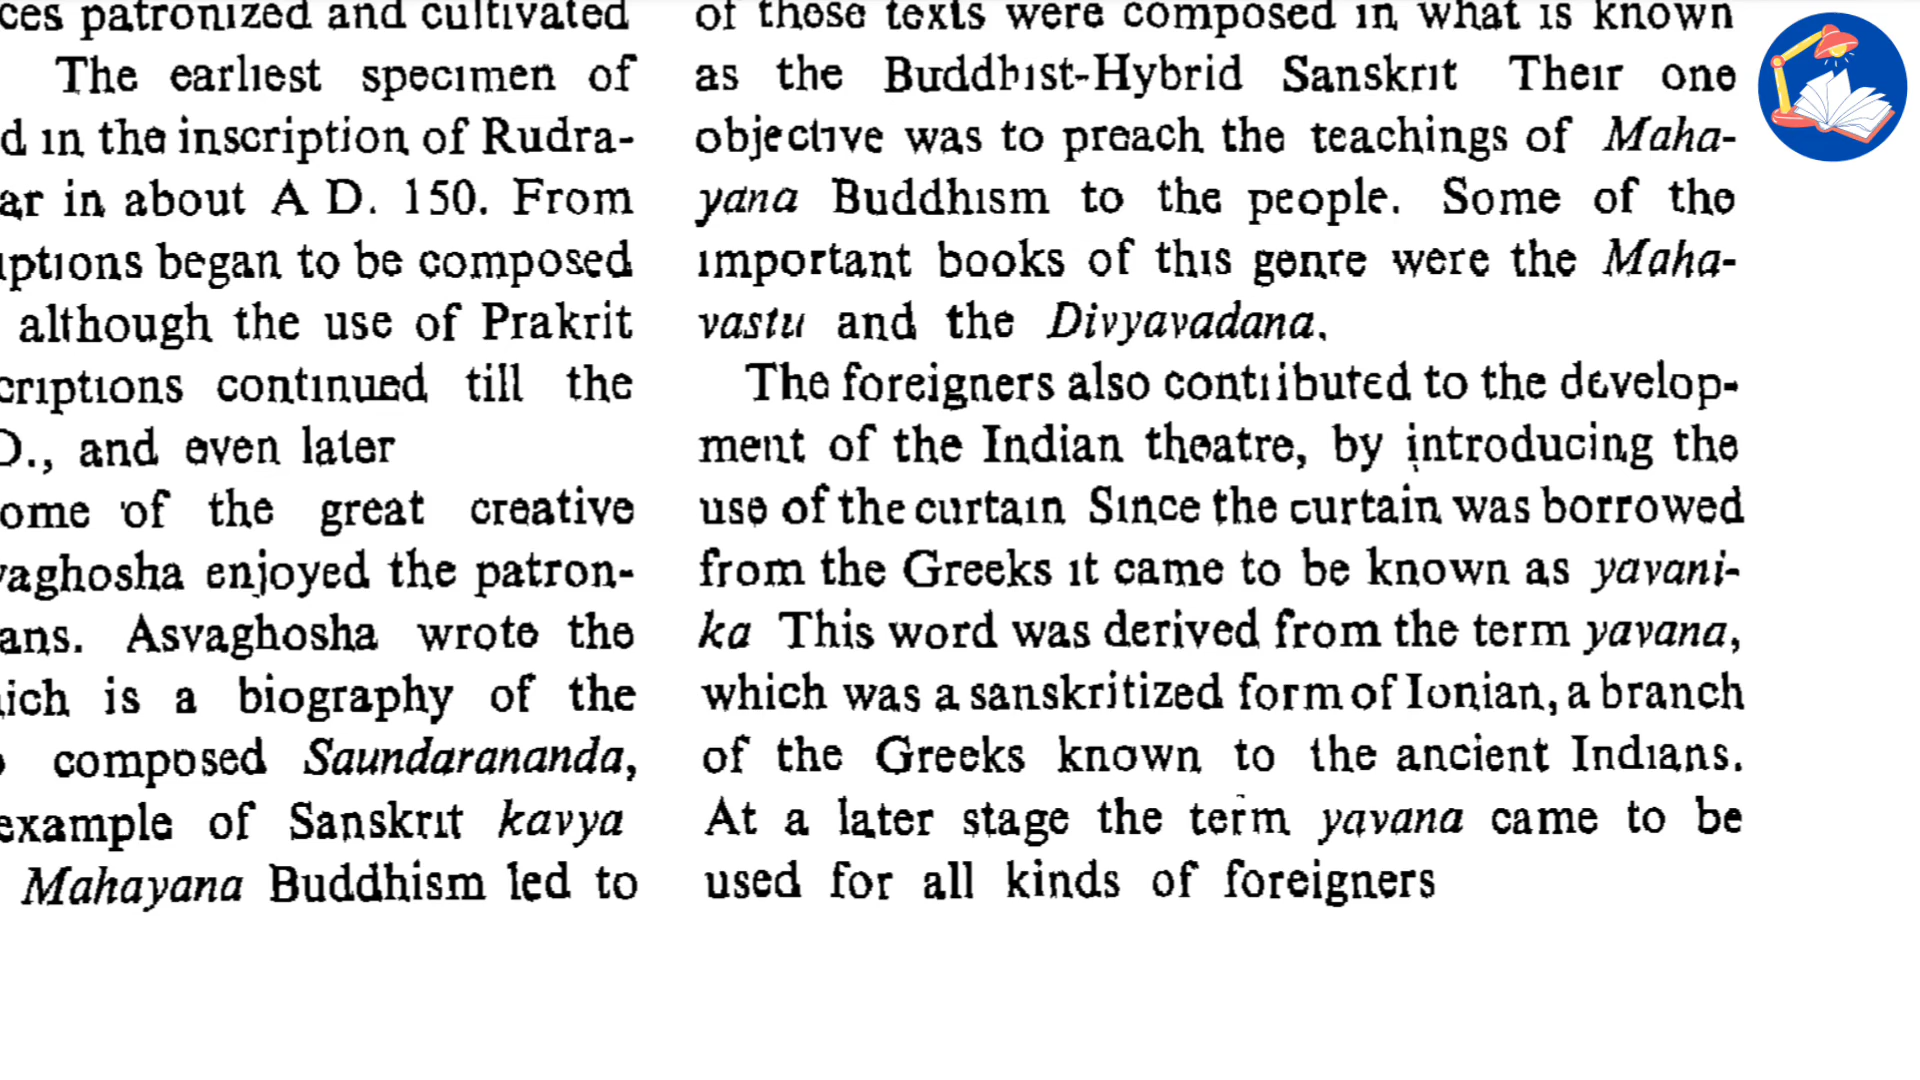 patronized and cultivated
The earliest specimen of
in the inscription of Rudra-
in about A D. 150. From
began to be composed
although the use of Prakrit
continued till the
D., and even later
of the great creative
enjoyed the patron-
Asvaghosha wrote the
is a biography of the
composed Saundarananda,
example of Sanskrit kavya
Mahayana Buddhism led to
of these texts were composed in what is known
as the Buddhist-Hybrid Sanskrit Their one
objective was to preach the teachings of Maha-
yana Buddhism to the people. Some of the
important books of this genre were the Maha-
vastu and the Divyavadana.
The foreigners also contributed to the develop-
ment of the Indian theatre, by introducing the
use of the curtain Since the curtain was borrowed
from the Greeks it came to be known as yavani-
ka This word was derived from the term yavana,
which was a sanskritized form of Ionian, a branch
of the Greeks known to the ancient Indians.
At a later stage the term yavana came to be
used for all kinds of foreigners